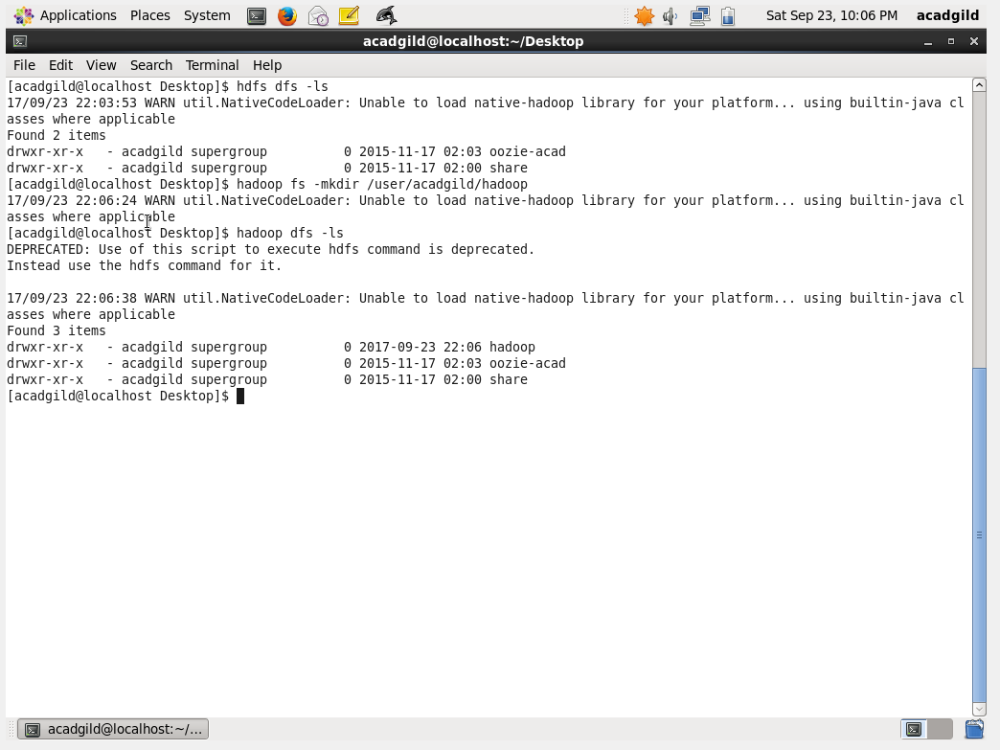 Applications Places System Sat Sep 23, 10:06 PM acadgild
acadgild@localhost:~/Desktop
File Edit View Search Terminal Help
[acadgild@localhost Desktop]$ hdfs dfs -ls
17/09/23 22:03:53 WARN util.NativeCodeLoader: Unable to load native-hadoop library for your platform... using builtin-java cl
asses where applicable
Found 2 items
drwxr-xr-x   - acadgild supergroup          0 2015-11-17 02:03 oozie-acad
drwxr-xr-x   - acadgild supergroup          0 2015-11-17 02:00 share
[acadgild@localhost Desktop]$ hadoop fs -mkdir /user/acadgild/hadoop
17/09/23 22:06:24 WARN util.NativeCodeLoader: Unable to load native-hadoop library for your platform... using builtin-java cl
asses where applicable
[acadgild@localhost Desktop]$ hadoop dfs -ls
DEPRECATED: Use of this script to execute hdfs command is deprecated.
Instead use the hdfs command for it.

17/09/23 22:06:38 WARN util.NativeCodeLoader: Unable to load native-hadoop library for your platform... using builtin-java cl
asses where applicable
Found 3 items
drwxr-xr-x   - acadgild supergroup          0 2017-09-23 22:06 hadoop
drwxr-xr-x   - acadgild supergroup          0 2015-11-17 02:03 oozie-acad
drwxr-xr-x   - acadgild supergroup          0 2015-11-17 02:00 share
[acadgild@localhost Desktop]$
acadgild@localhost:~/...